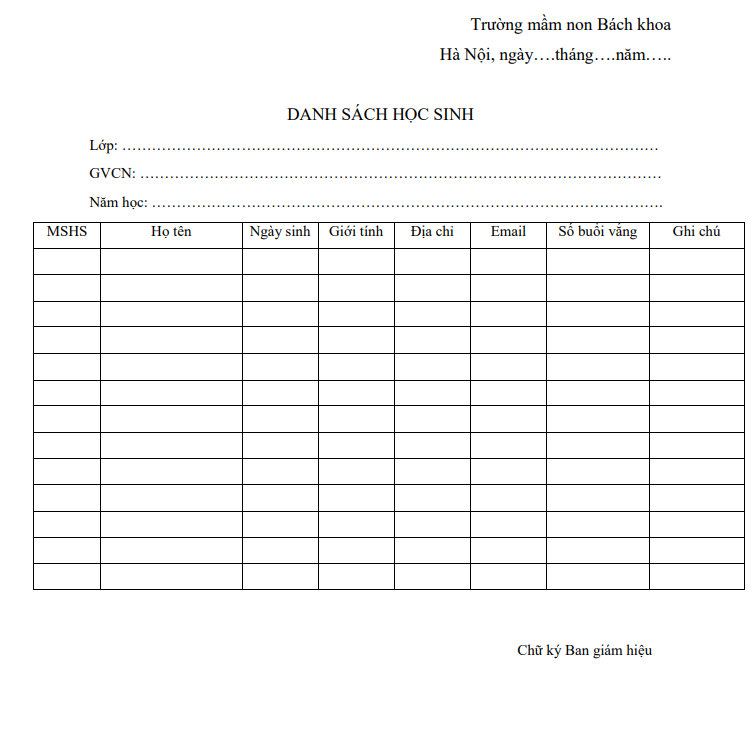 Trường mầm non Bách khoa
Hà Nội, ngày….tháng….năm…..
DANH SÁCH HỌC SINH
Lớp: ………………………………………………………………………………………………
GVCN: ……………………………………………………………………………………………
Năm học: ………………………………………………………………………………………….
MSHS Họ tên Ngày sinh Giới tính Địa chỉ Email Số buổi vắng Ghi chú
Chữ ký Ban giám hiệu